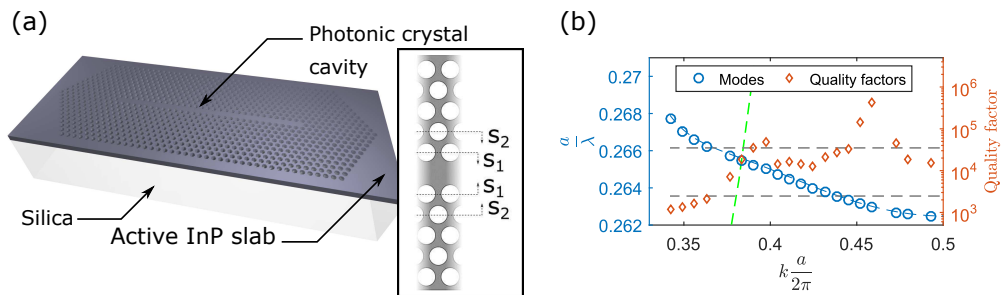 (a)
Photonic crystal
cavity
S2
S1
S1
S2
Silica
Active InP slab
(b)
Modes
Quality factors
0.27
0.268
0.266
0.264
0.262
a/λ
0.35
0.4
0.45
0.5
k a/2π
10^6
10^5
10^4
10^3
Quality factor